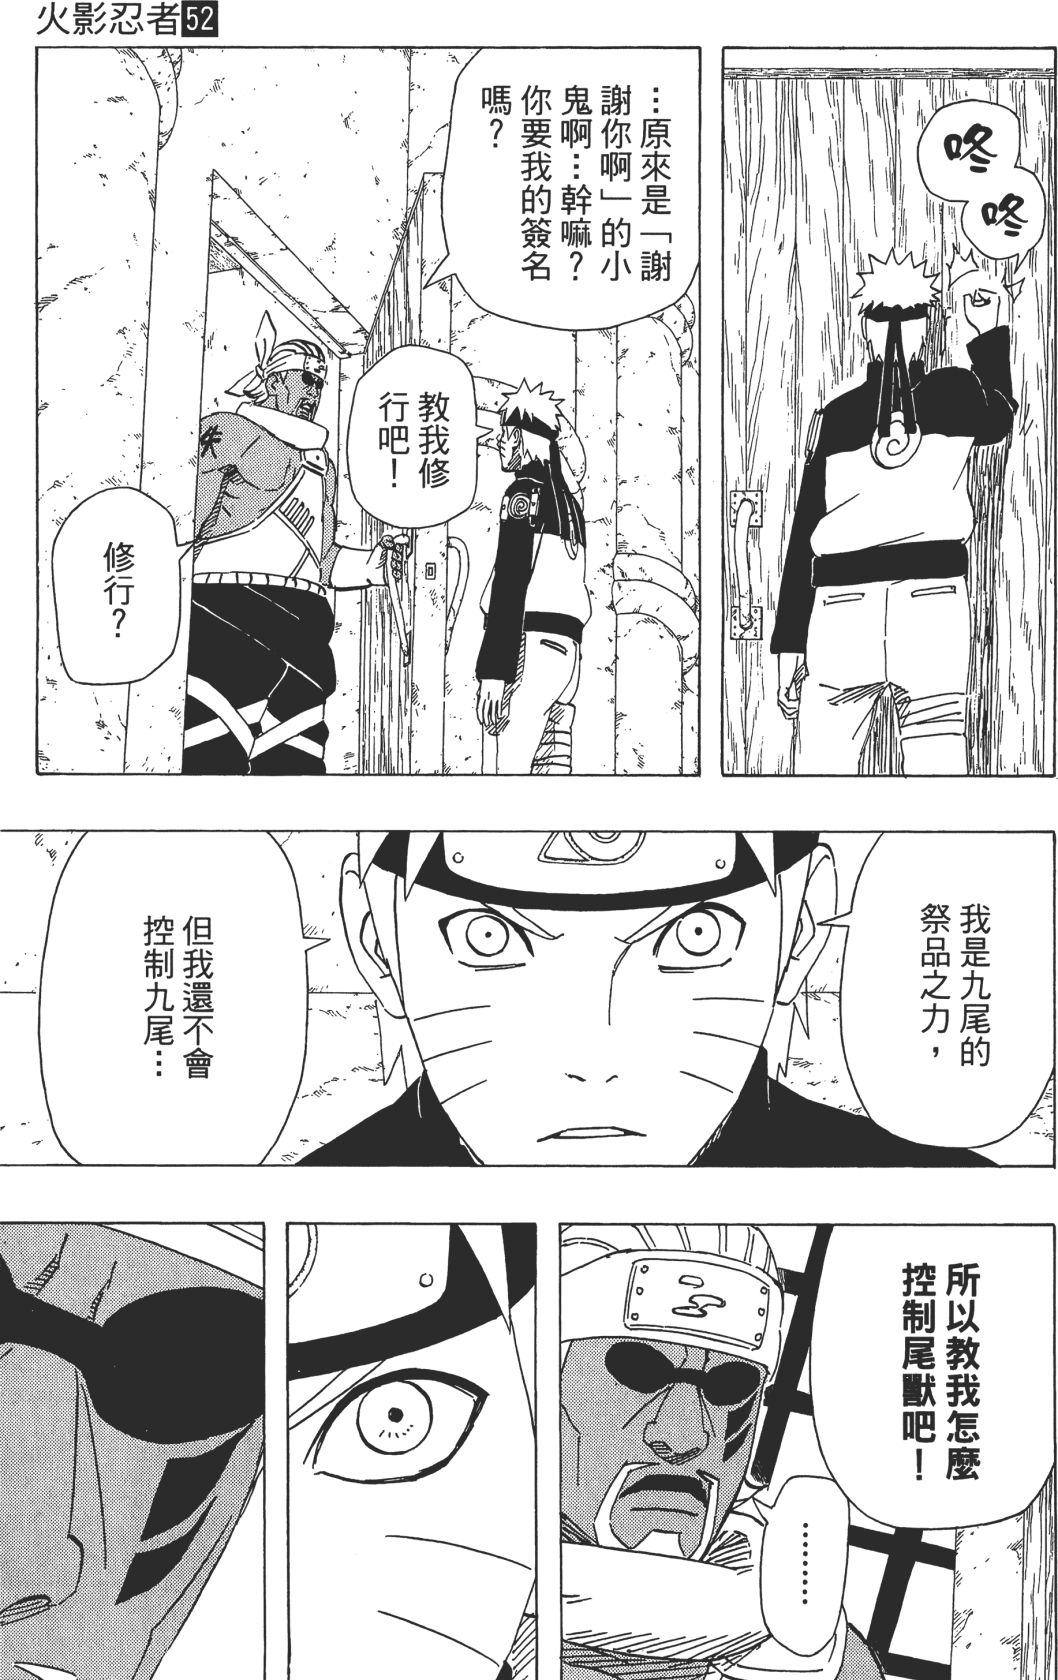 火影忍者52
咚
咚
…原來是「謝
謝你啊」的小
鬼啊…幹嘛？
你要我的簽名
嗎？
教我修
行吧！
修行？
我是九尾的
祭品之力，
但我還不會
控制九尾…
所以教我怎麼
控制尾獸吧！
………